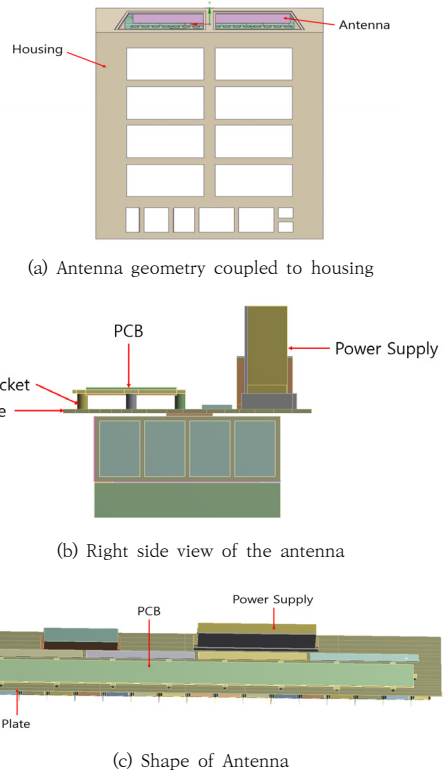 Antenna
Housing
(a) Antenna geometry coupled to housing
PCB
Power Supply
cket
e
(b) Right side view of the antenna
Power Supply
PCB
Plate
(c) Shape of Antenna